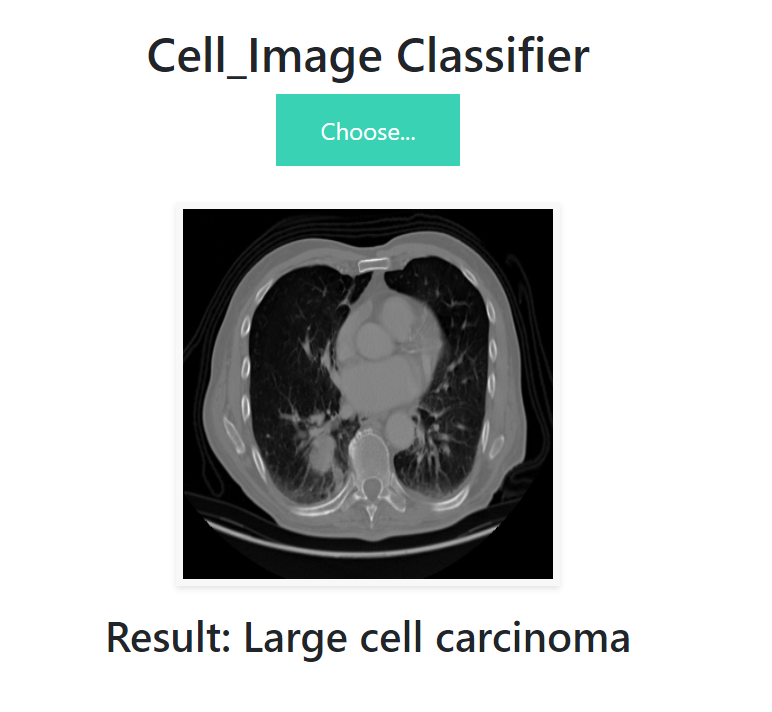 Cell_Image Classifier
Choose...
Result: Large cell carcinoma